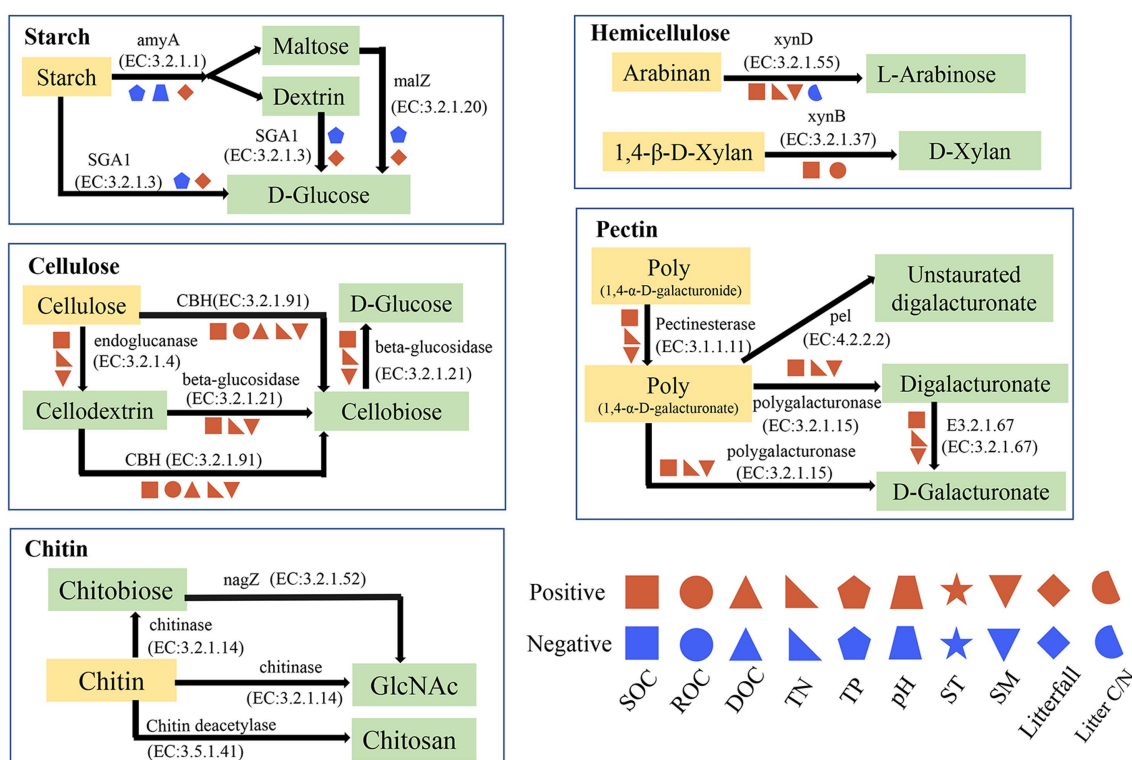 Starch
amyA
(EC:3.2.1.1)
Starch
Maltose
Dextrin
malZ
(EC:3.2.1.20)
SGA1
(EC:3.2.1.3)
SGA1
(EC:3.2.1.3)
D-Glucose
Cellulose
Cellulose
CBH(EC:3.2.1.91)
D-Glucose
endoglucanase
(EC:3.2.1.4)
beta-glucosidase
(EC:3.2.1.21)
beta-glucosidase
(EC:3.2.1.21)
Cellodextrin
Cellobiose
CBH (EC:3.2.1.91)
Chitin
Chitobiose
nagZ (EC:3.2.1.52)
chitinase
(EC:3.2.1.14)
Chitin
chitinase
(EC:3.2.1.14)
GlcNAc
Chitin deacetylase
(EC:3.5.1.41)
Chitosan
Hemicellulose
Arabinan
xynD
(EC:3.2.1.55)
L-Arabinose
xynB
(EC:3.2.1.37)
1,4-β-D-Xylan
D-Xylan
Pectin
Poly
(1,4-α-D-galacturonide)
Unstaurated
digalacturonate
Pectinesterase
(EC:3.1.1.11)
pel
(EC:4.2.2.2)
Poly
(1,4-α-D-galacturonate)
polygalacturonase
(EC:3.2.1.15)
Digalacturonate
E3.2.1.67
(EC:3.2.1.67)
polygalacturonase
(EC:3.2.1.15)
D-Galacturonate
Positive
Negative
SOC
ROC
DOC
TN
TP
pH
ST
SM
Litterfall
Litter C/N